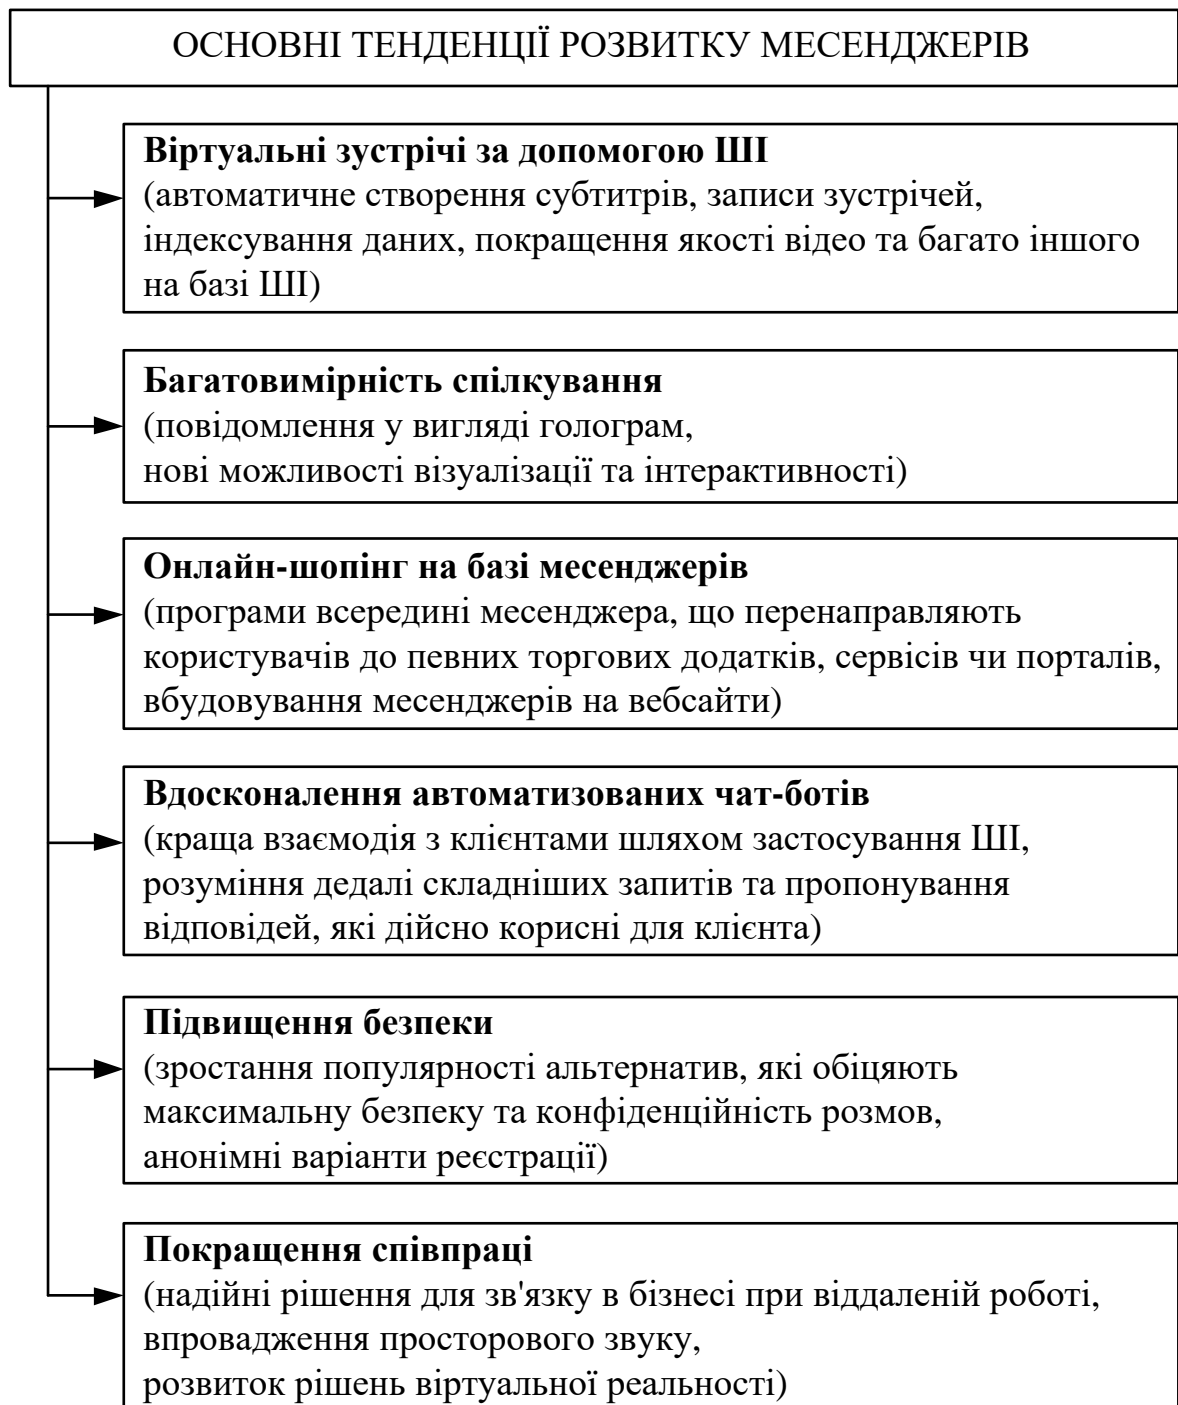 ОСНОВНІ ТЕНДЕНЦІЇ РОЗВИТКУ МЕСЕНДЖЕРІВ
Віртуальні зустрічі за допомогою ШІ
(автоматичне створення субтитрів, записи зустрічей,
індексування даних, покращення якості відео та багато іншого
на базі ШІ)
Багатовимірність спілкування
(повідомлення у вигляді голограм,
нові можливості візуалізації та інтерактивності)
Онлайн-шопінг на базі месенджерів
(програми всередині месенджера, що перенаправляють
користувачів до певних торгових додатків, сервісів чи порталів,
вбудовування месенджерів на вебсайти)
Вдосконалення автоматизованих чат-ботів
(краща взаємодія з клієнтами шляхом застосування ШІ,
розуміння дедалі складніших запитів та пропонування
відповідей, які дійсно корисні для клієнта)
Підвищення безпеки
(зростання популярності альтернатив, які обіцяють
максимальну безпеку та конфіденційність розмов,
анонімні варіанти реєстрації)
Покращення співпраці
(надійні рішення для зв'язку в бізнесі при віддаленій роботі,
впровадження просторового звуку,
розвиток рішень віртуальної реальності)